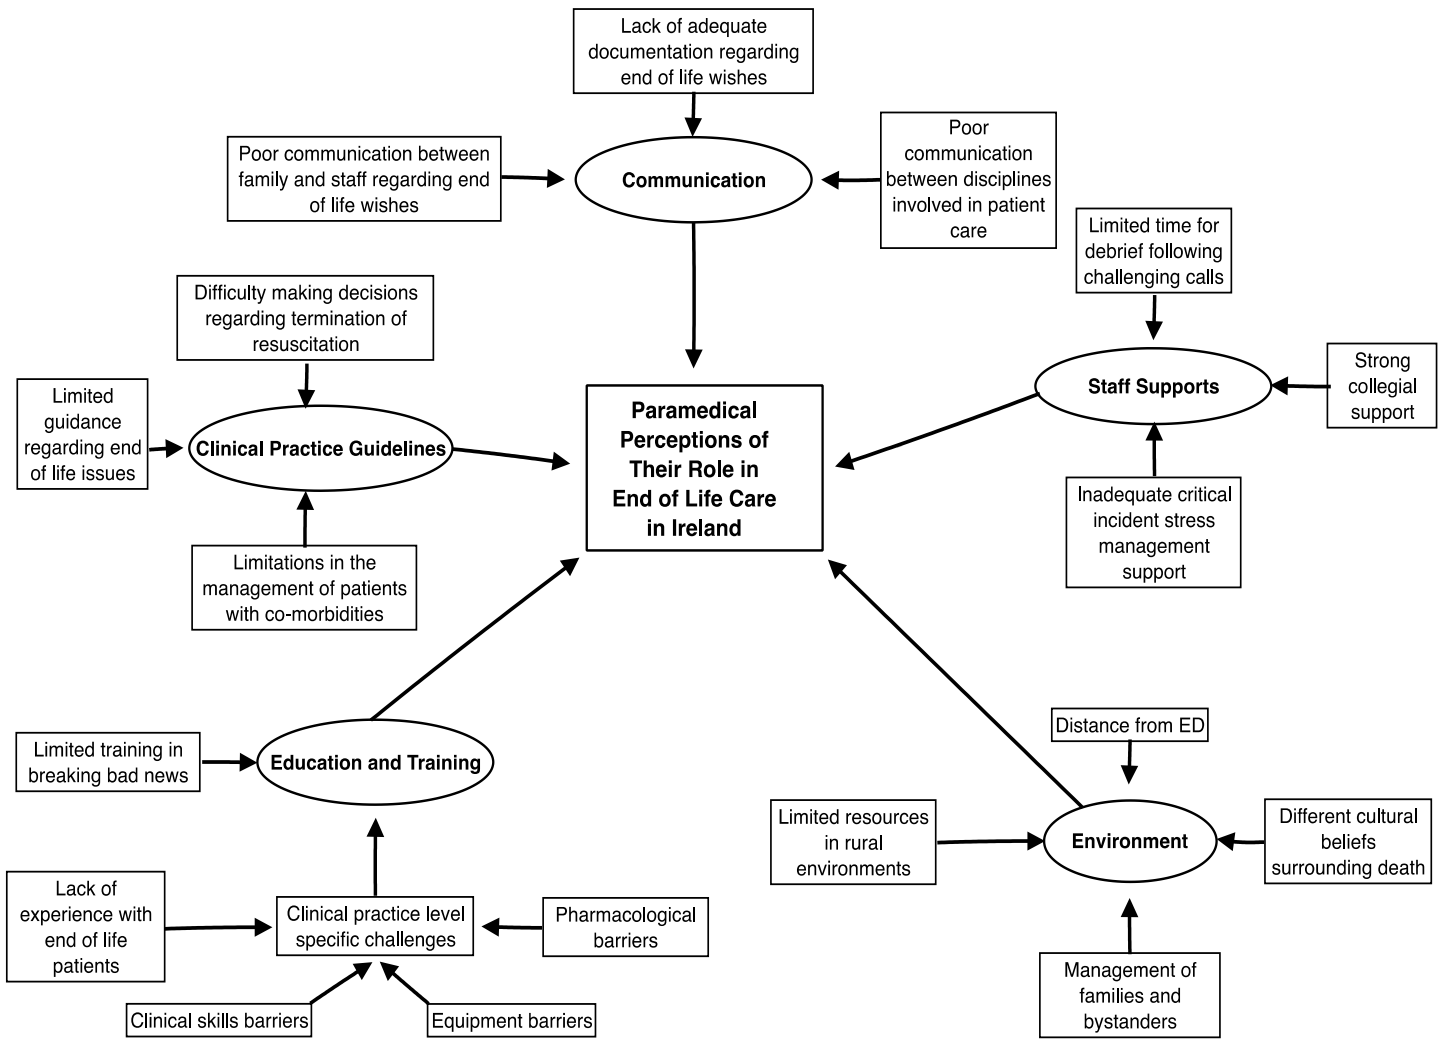 Lack of adequate
documentation regarding
end of life wishes
Poor communication between
family and staff regarding end
of life wishes
Communication
Poor
communication
between disciplines
involved in patient
care
Limited time for
debrief following
challenging calls
Difficulty making decisions
regarding termination of
resuscitation
Limited
guidance
regarding end
of life issues
Clinical Practice Guidelines
Paramedical
Perceptions of
Their Role in
End of Life Care
in Ireland
Staff Supports
Strong
collegial
support
Inadequate critical
incident stress
management
support
Limitations in the
management of patients
with co-morbidities
Limited training in
breaking bad news
Education and Training
Distance from ED
Limited resources
in rural
environments
Environment
Different cultural
beliefs
surrounding death
Lack of
experience with
end of life
patients
Clinical practice level
specific challenges
Pharmacological
barriers
Clinical skills barriers
Equipment barriers
Management of
families and
bystanders